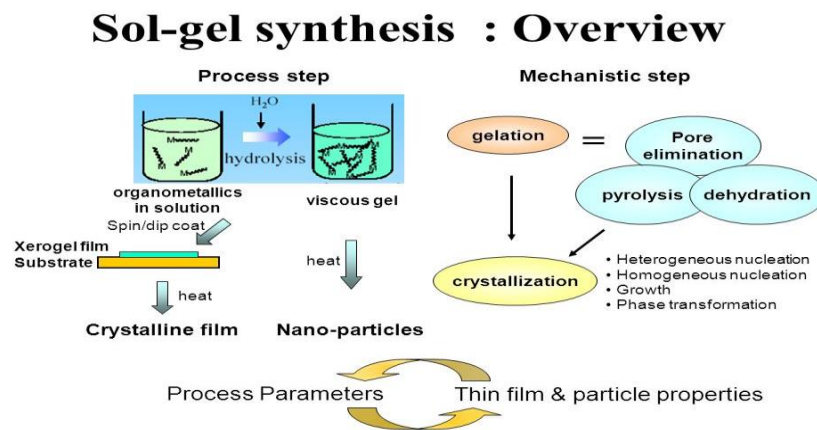 Sol-gel synthesis : Overview
Process step
H₂O
hydrolysis
M
M
M
M
M
M
M
M
organometallics
in solution
viscous gel
Spin/dip coat
Xerogel film
Substrate
heat
heat
Crystalline film
Nano-particles
Mechanistic step
gelation
=
Pore
elimination
pyrolysis
dehydration
crystallization
• Heterogeneous nucleation
• Homogeneous nucleation
• Growth
• Phase transformation
Process Parameters
Thin film & particle properties